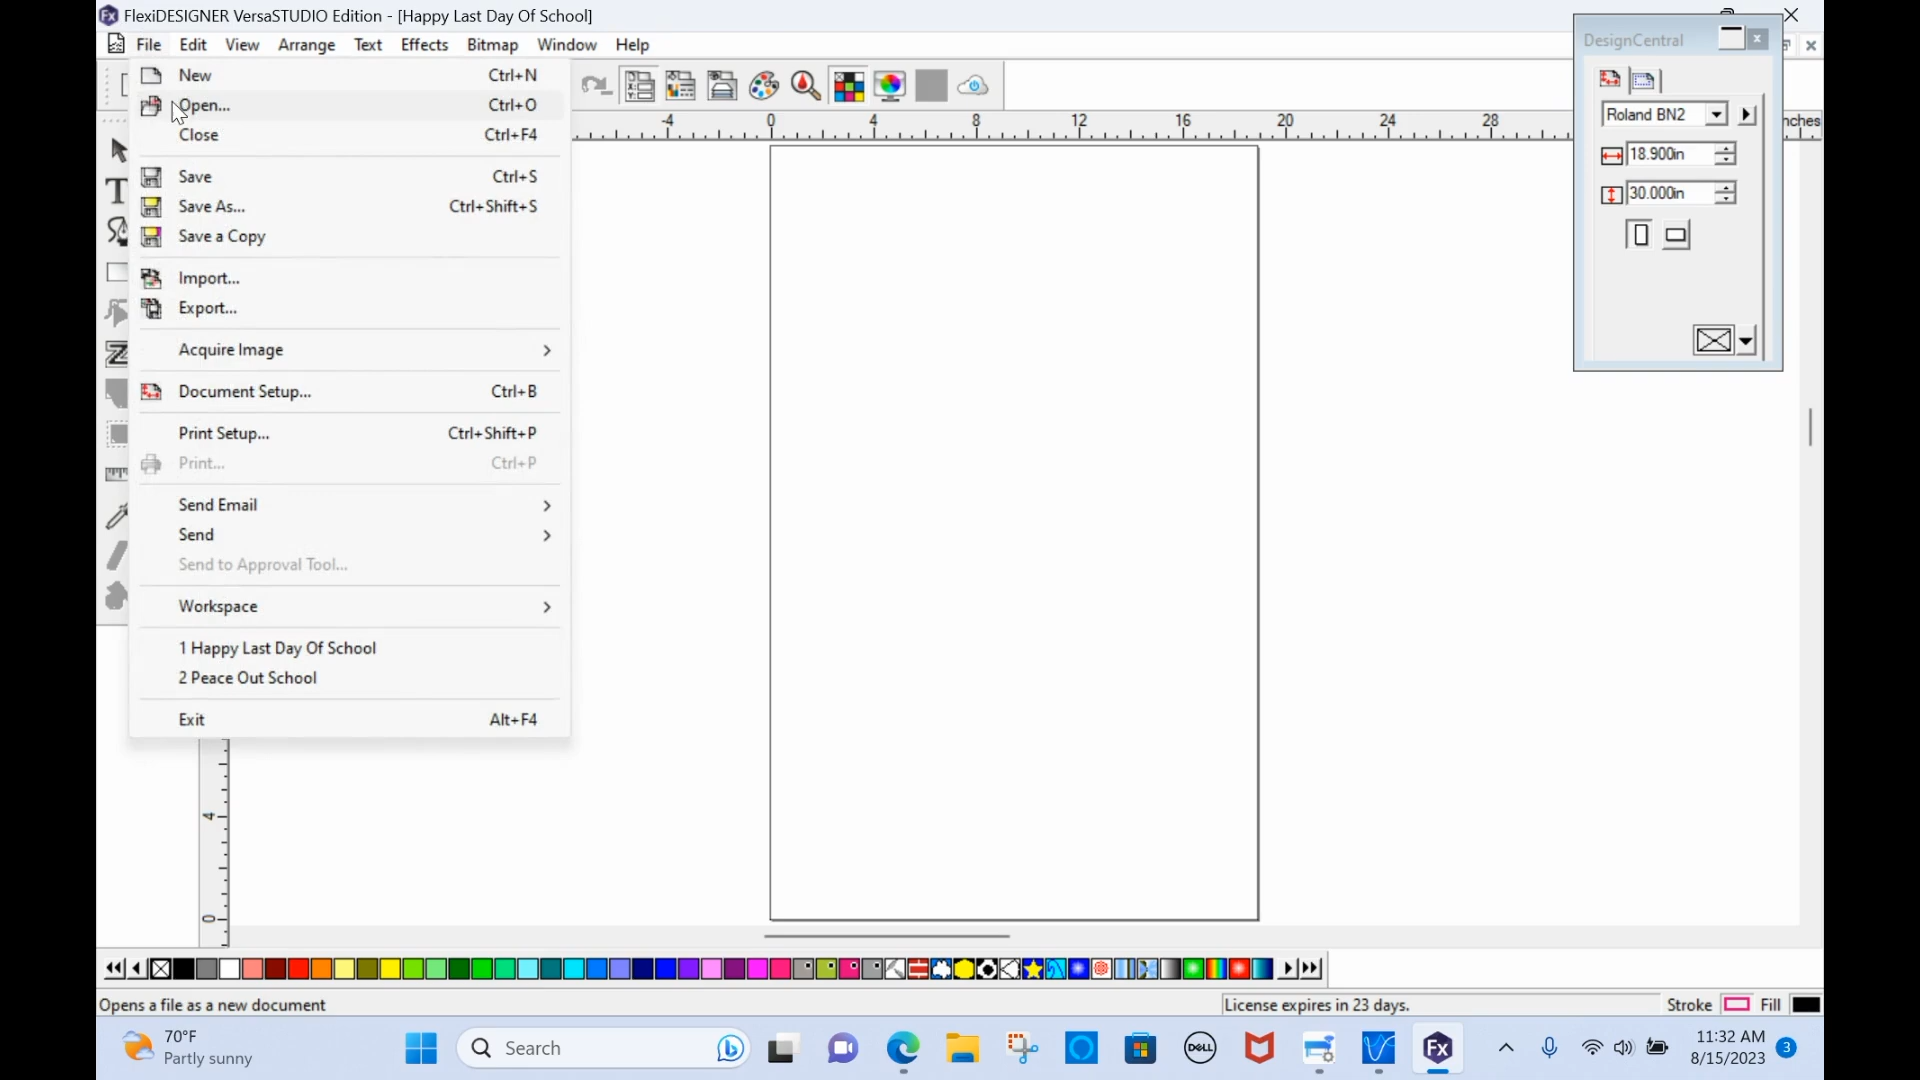 FlexiDESIGNER VersaSTUDIO Edition - [Happy Last Day Of School]
File Edit View Arrange Text Effects Bitmap Window Help
New Ctrl+N
Open... Ctrl+O
Close Ctrl+F4
Save Ctrl+S
Save As... Ctrl+Shift+S
Save a Copy
Import...
Export...
Acquire Image
Document Setup... Ctrl+B
Print Setup... Ctrl+Shift+P
Print... Ctrl+P
Send Email
Send
Send to Approval Tool...
Workspace
1 Happy Last Day Of School
2 Peace Out School
Exit Alt+F4
-4 0 4 8 12 16 20 24 28
DesignCentral
Roland BN2
18.900in
30.000in
4
0
Opens a file as a new document
License expires in 23 days.
Stroke Fill
70°F
Partly sunny
Search
DELL
Fx
11:32 AM
8/15/2023
3